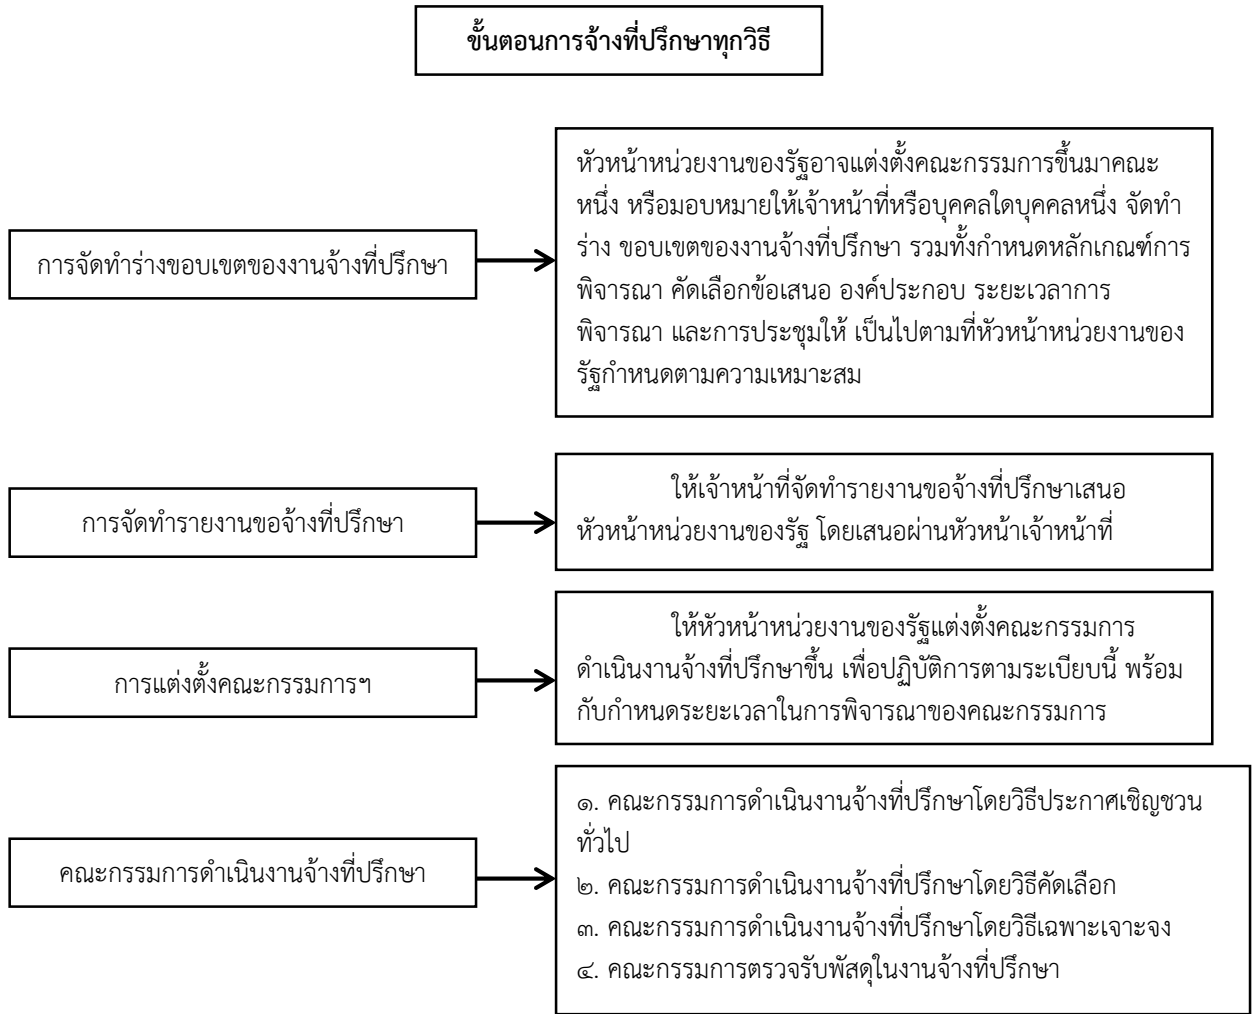 ขั้นตอนการจ้างที่ปรึกษาทุกวิธี
การจัดทำร่างขอบเขตของงานจ้างที่ปรึกษา
หัวหน้าหน่วยงานของรัฐอาจแต่งตั้งคณะกรรมการขึ้นมาคณะ
หนึ่ง หรือมอบหมายให้เจ้าหน้าที่หรือบุคคลใดบุคคลหนึ่ง จัดทำ
ร่าง ขอบเขตของงานจ้างที่ปรึกษา รวมทั้งกำหนดหลักเกณฑ์การ
พิจารณา คัดเลือกข้อเสนอ องค์ประกอบ ระยะเวลาการ
พิจารณา และการประชุมให้ เป็นไปตามที่หัวหน้าหน่วยงานของ
รัฐกำหนดตามความเหมาะสม
การจัดทำรายงานขอจ้างที่ปรึกษา
ให้เจ้าหน้าที่จัดทำรายงานขอจ้างที่ปรึกษาเสนอ
หัวหน้าหน่วยงานของรัฐ โดยเสนอผ่านหัวหน้าเจ้าหน้าที่
การแต่งตั้งคณะกรรมการฯ
ให้หัวหน้าหน่วยงานของรัฐแต่งตั้งคณะกรรมการ
ดำเนินงานจ้างที่ปรึกษาขึ้น เพื่อปฏิบัติการตามระเบียบนี้ พร้อม
กับกำหนดระยะเวลาในการพิจารณาของคณะกรรมการ
คณะกรรมการดำเนินงานจ้างที่ปรึกษา
๑. คณะกรรมการดำเนินงานจ้างที่ปรึกษาโดยวิธีประกาศเชิญชวน
ทั่วไป
๒. คณะกรรมการดำเนินงานจ้างที่ปรึกษาโดยวิธีคัดเลือก
๓. คณะกรรมการดำเนินงานจ้างที่ปรึกษาโดยวิธีเฉพาะเจาะจง
๔. คณะกรรมการตรวจรับพัสดุในงานจ้างที่ปรึกษา